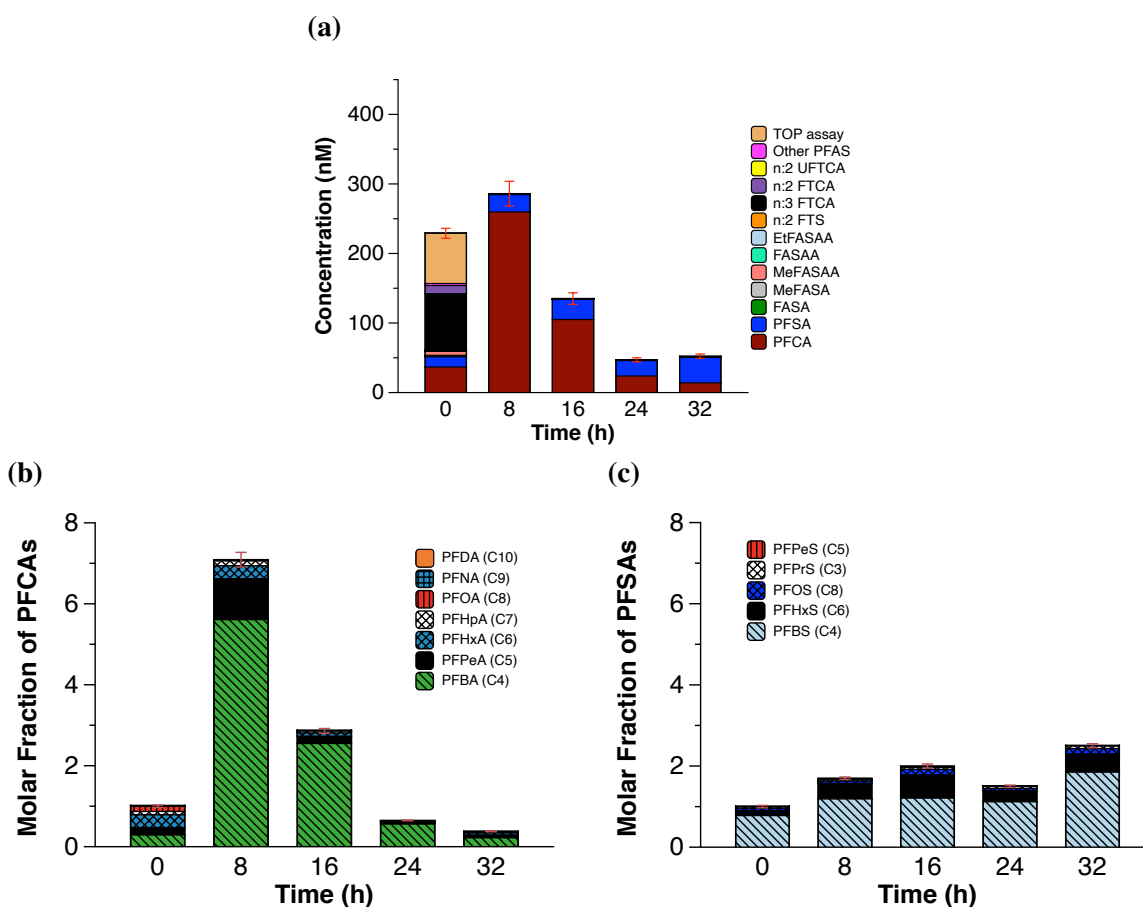 (a)
Concentration (nM)
400
300
200
100
0
0 8 16 24 32
Time (h)
TOP assay
Other PFAS
n:2 UFTCA
n:2 FTCA
n:3 FTCA
n:2 FTS
EtFASAA
FASAA
MeFASAA
MeFASA
FASA
PFSA
PFCA
(b)
Molar Fraction of PFCAs
8
6
4
2
0
0 8 16 24 32
Time (h)
PFDA (C10)
PFNA (C9)
PFOA (C8)
PFHpA (C7)
PFHxA (C6)
PFPeA (C5)
PFBA (C4)
(c)
Molar Fraction of PFSAs
8
6
4
2
0
0 8 16 24 32
Time (h)
PFPeS (C5)
PFPrS (C3)
PFOS (C8)
PFHxS (C6)
PFBS (C4)